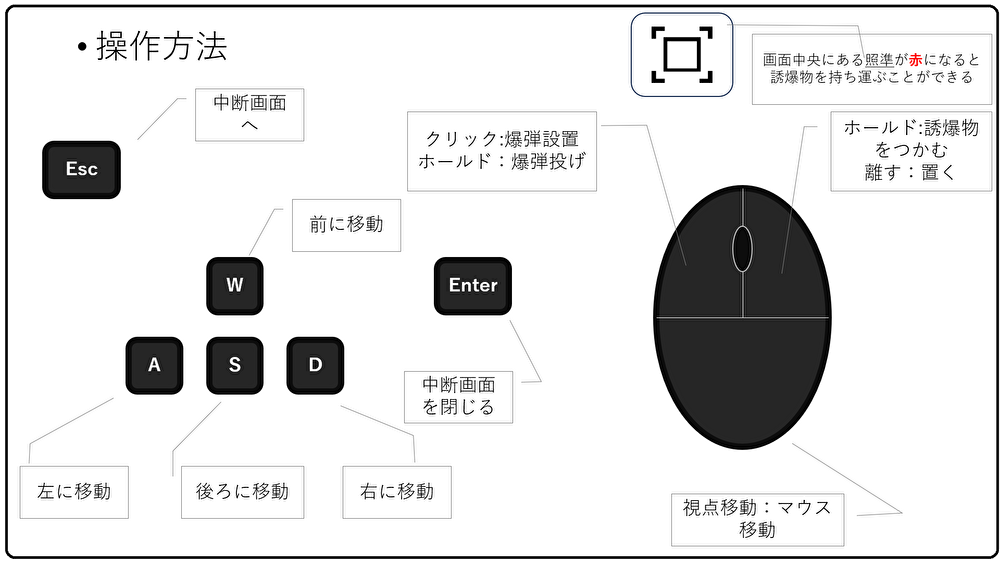 • 操作方法
画面中央にある照準が赤になると
誘爆物を持ち運ぶことができる
中断画面
へ
Esc
クリック:爆弾設置
ホールド：爆弾投げ
ホールド:誘爆物
をつかむ
離す：置く
前に移動
W
Enter
A
S
D
中断画面
を閉じる
左に移動
後ろに移動
右に移動
視点移動：マウス
移動